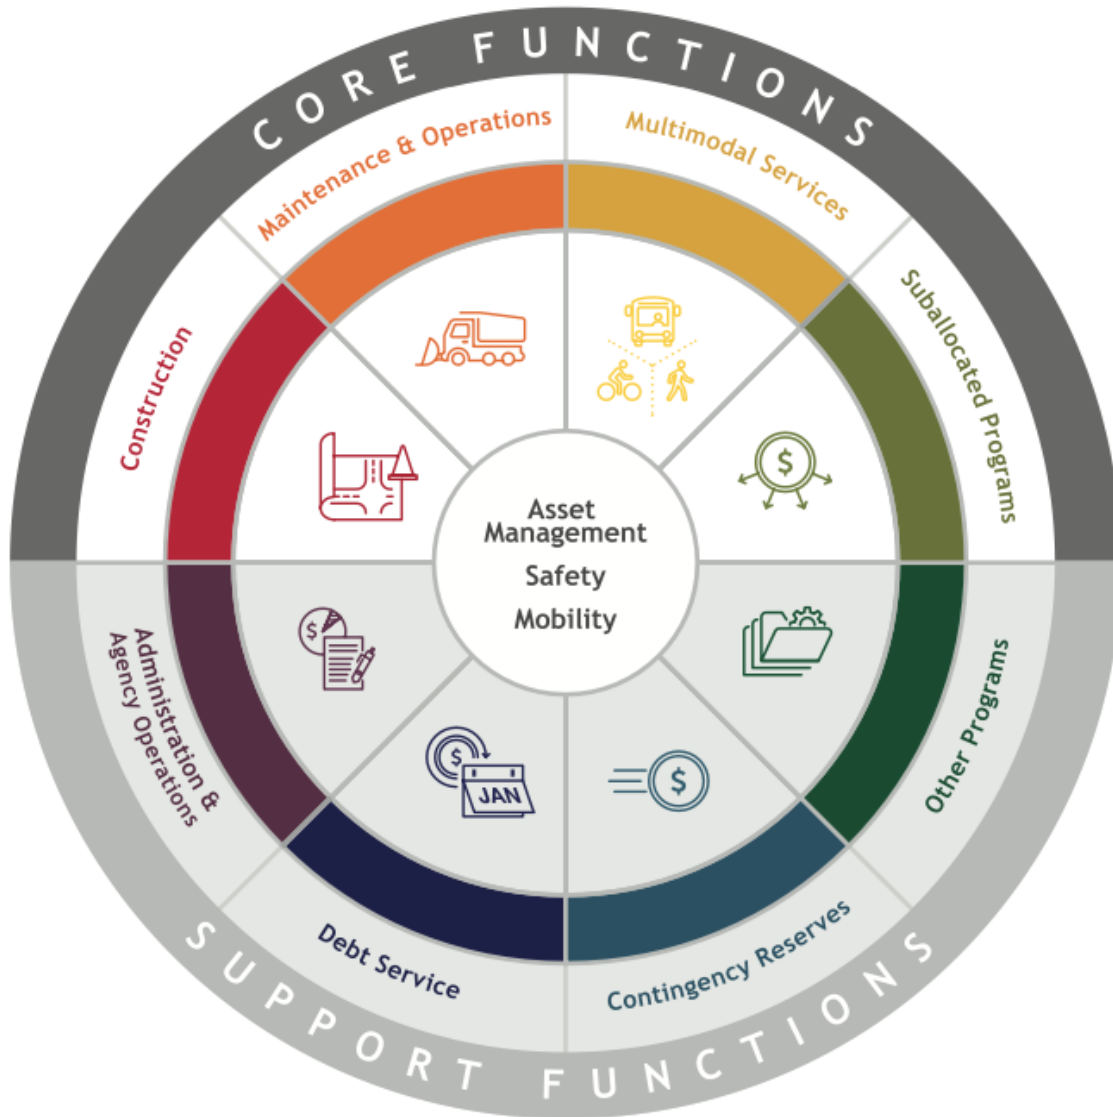 CORE FUNCTIONS
Maintenance & Operations
Multimodal Services
Construction
Suballocated Programs
$
Asset
Management
Safety
Mobility
$
Administration &
Agency Operations
Other Programs
$
JAN
$
Debt Service
Contingency Reserves
SUPPORT FUNCTIONS